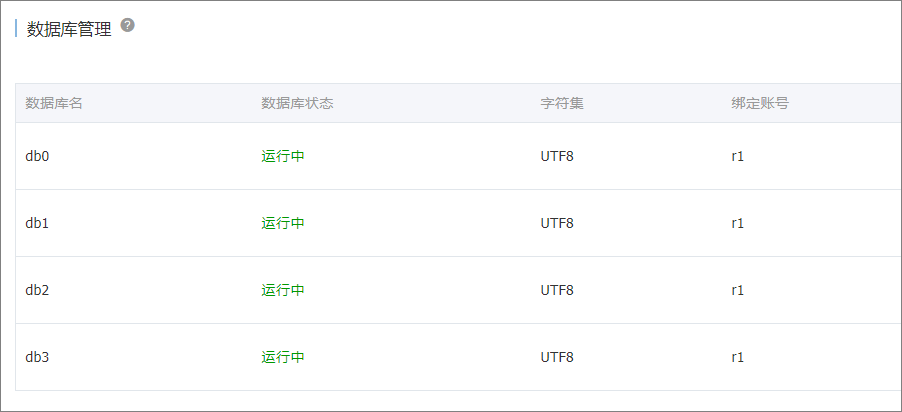 数据库管理 ?
数据库名 数据库状态 字符集 绑定账号
db0 运行中 UTF8 r1
db1 运行中 UTF8 r1
db2 运行中 UTF8 r1
db3 运行中 UTF8 r1